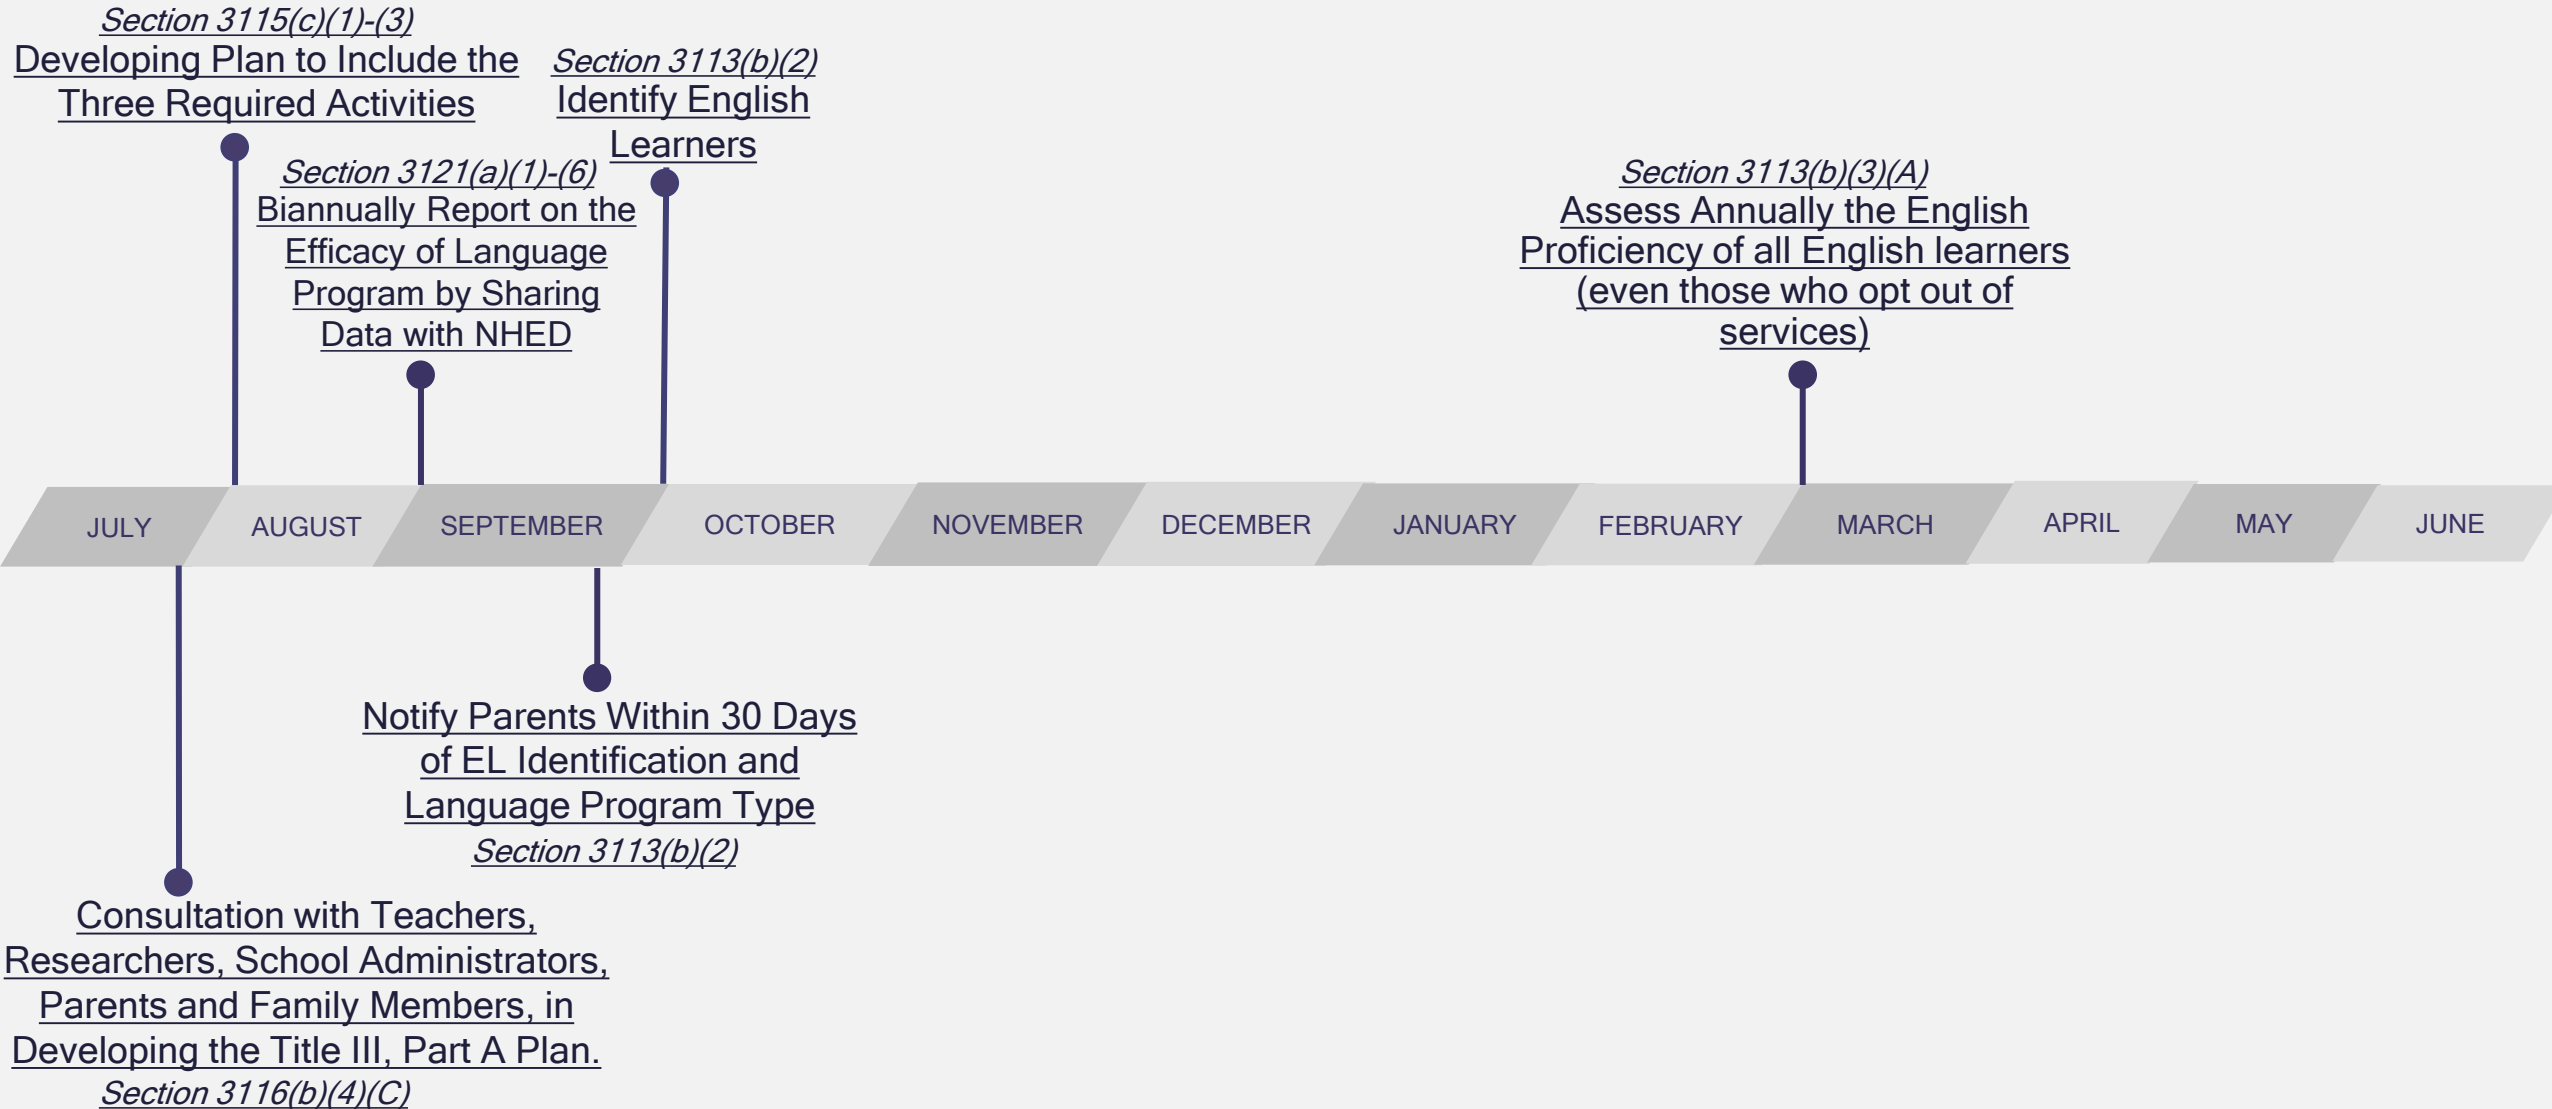 Section 3115(c)(1)-(3)
Developing Plan to Include the
Three Required Activities
Section 3113(b)(2)
Identify English
Learners
Section 3121(a)(1)-(6)
Biannually Report on the
Efficacy of Language
Program by Sharing
Data with NHED
Section 3113(b)(3)(A)
Assess Annually the English
Proficiency of all English learners
(even those who opt out of
services)
JULY
AUGUST
SEPTEMBER
OCTOBER
NOVEMBER
DECEMBER
JANUARY
FEBRUARY
MARCH
APRIL
MAY
JUNE
Notify Parents Within 30 Days
of EL Identification and
Language Program Type
Section 3113(b)(2)
Consultation with Teachers,
Researchers, School Administrators,
Parents and Family Members, in
Developing the Title III, Part A Plan.
Section 3116(b)(4)(C)